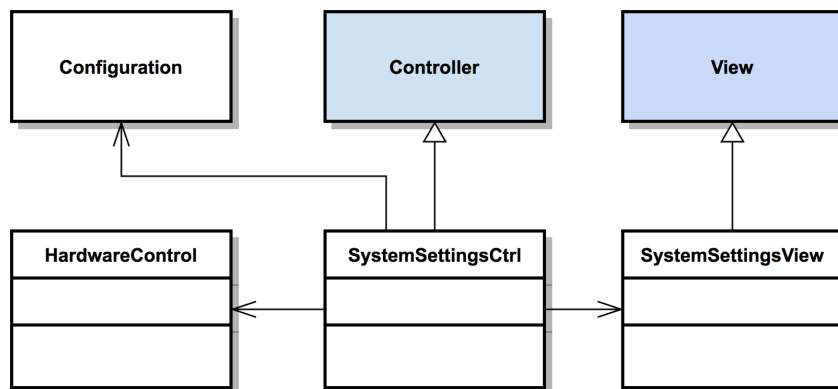 Configuration
Controller
View
HardwareControl
SystemSettingsCtrl
SystemSettingsView